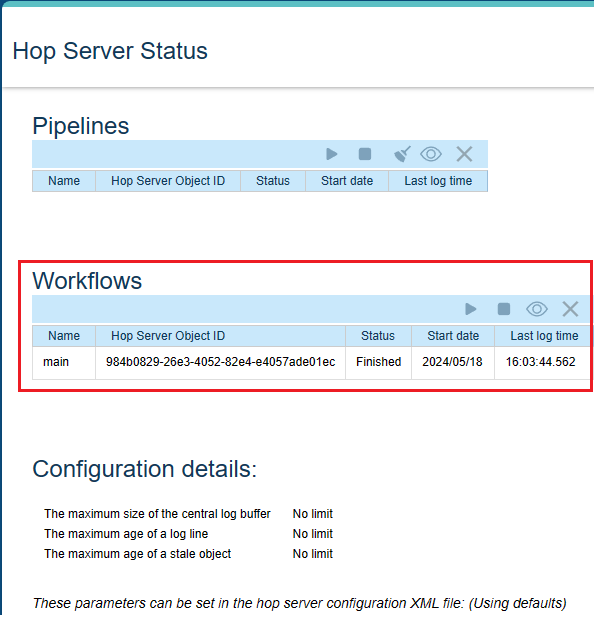 Hop Server Status
Pipelines
Name Hop Server Object ID Status Start date Last log time
Workflows
Name Hop Server Object ID Status Start date Last log time
main 984b0829-26e3-4052-82e4-e4057ade01ec Finished 2024/05/18 16:03:44.562
Configuration details:
The maximum size of the central log buffer No limit
The maximum age of a log line No limit
The maximum age of a stale object No limit
These parameters can be set in the hop server configuration XML file: (Using defaults)